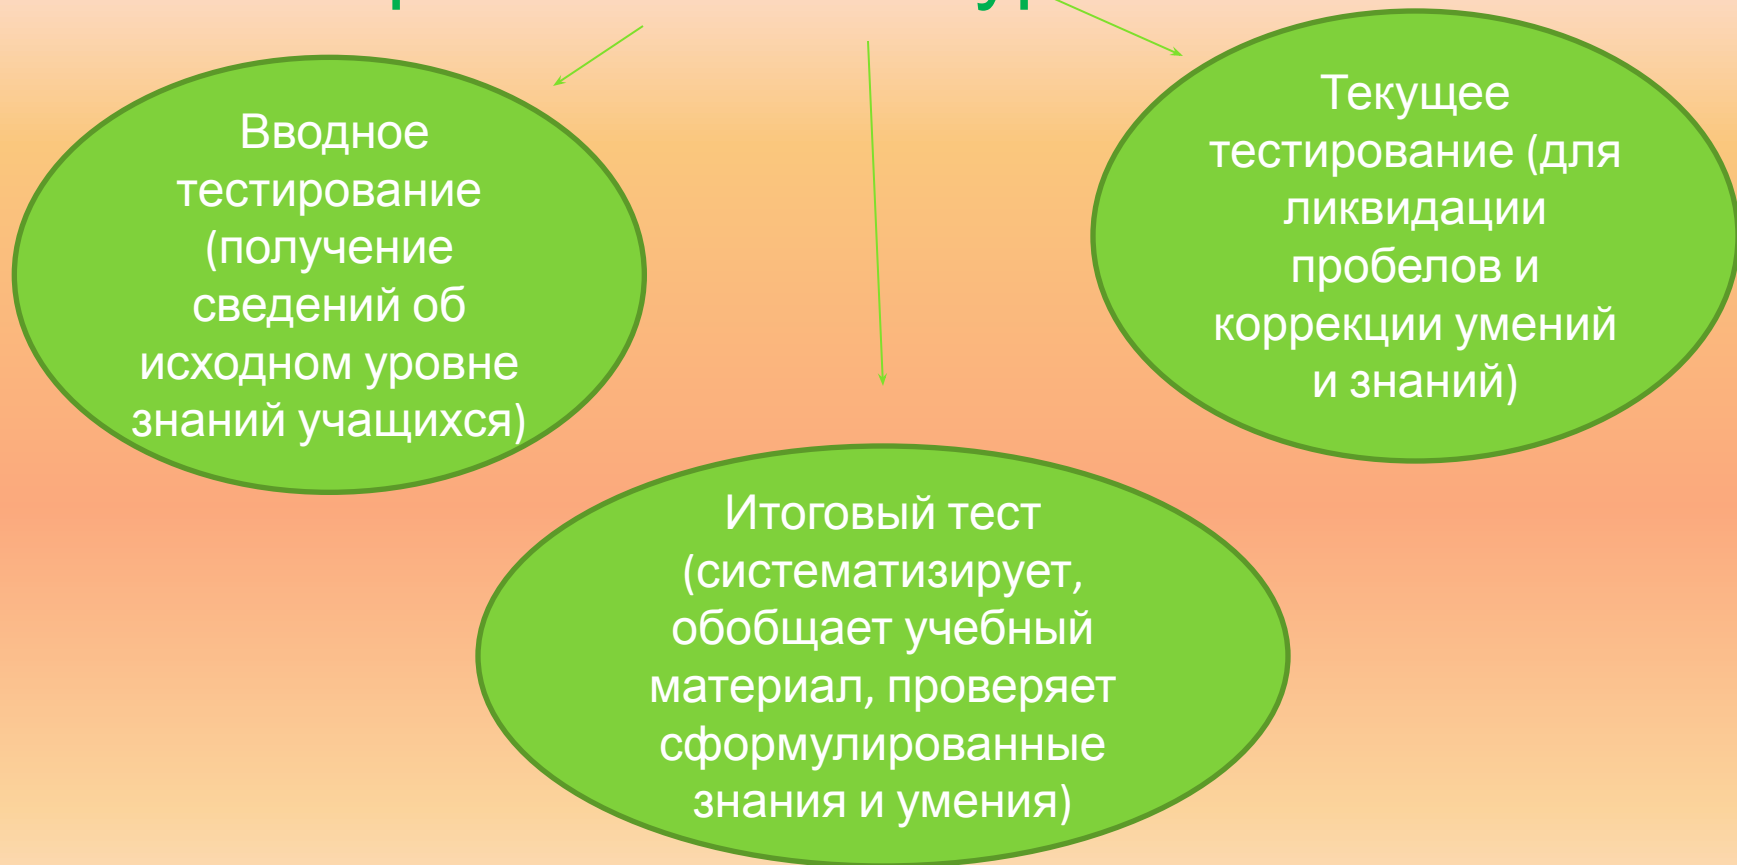 Вводное
тестирование
(получение
сведений об
исходном уровне
знаний учащихся)
Текущее
тестирование (для
ликвидации
пробелов и
коррекции умений
и знаний)
Итоговый тест
(систематизирует,
обобщает учебный
материал, проверяет
сформулированные
знания и умения)